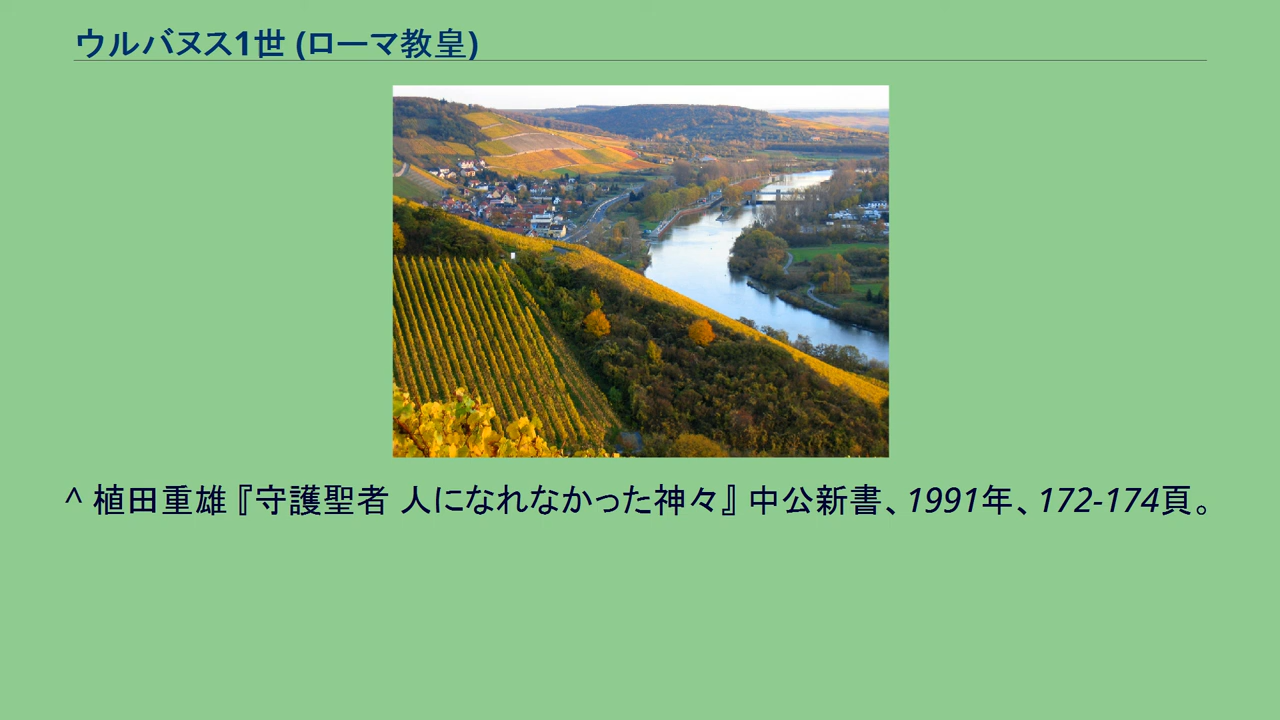 ウルバヌス1世 (ローマ教皇)
^ 植田重雄『守護聖者 人になれなかった神々』中公新書、1991年、172-174頁。